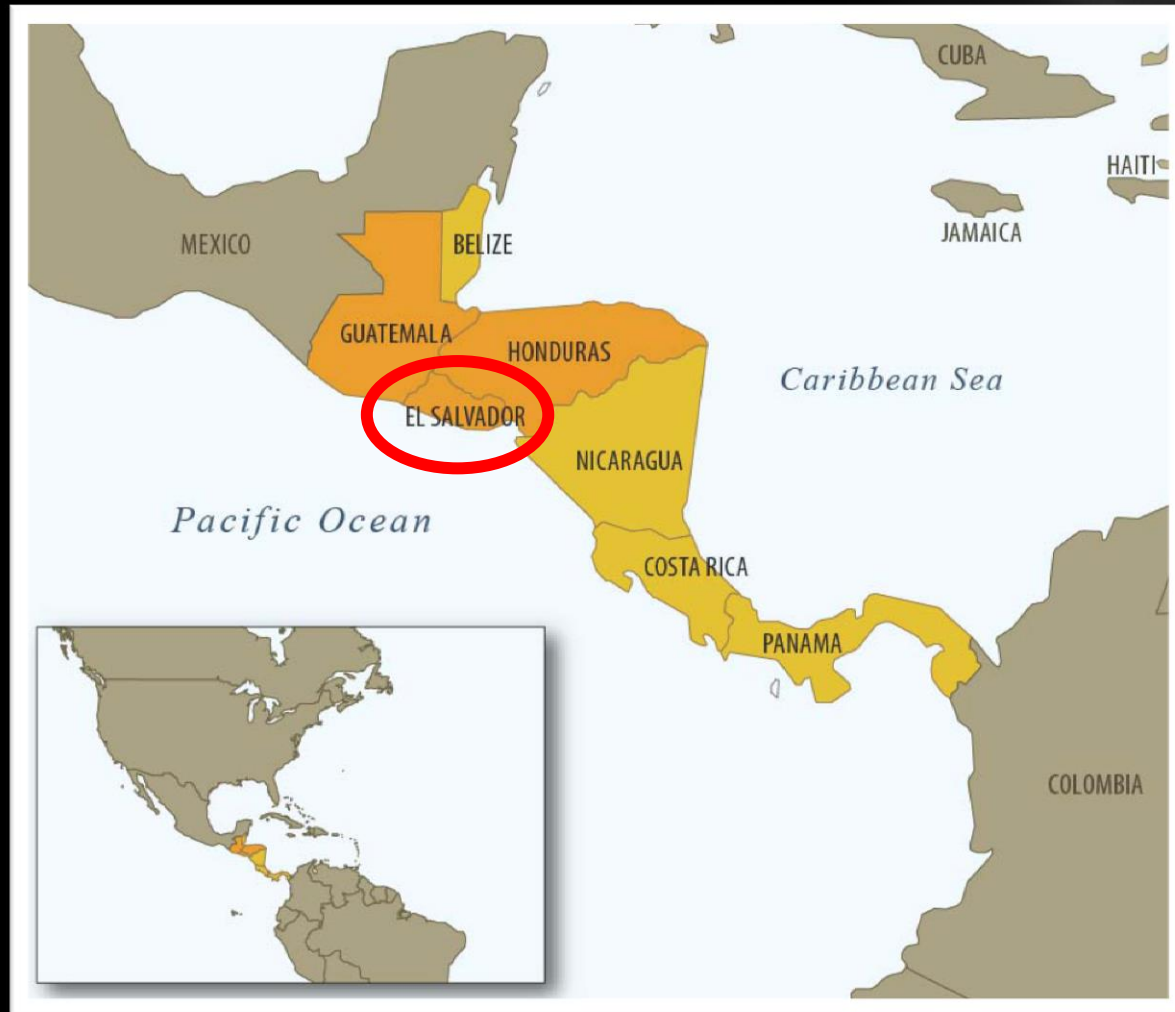 CUBA
HAITI
JAMAICA
MEXICO
BELIZE
GUATEMALA
HONDURAS
Caribbean Sea
EL SALVADOR
NICARAGUA
Pacific Ocean
COSTA RICA
PANAMA
COLOMBIA